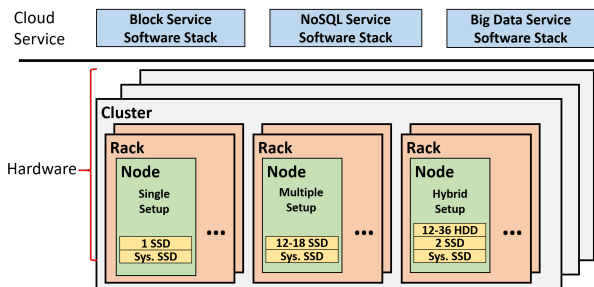 Cloud
Service
Block Service
Software Stack
NoSQL Service
Software Stack
Big Data Service
Software Stack
Hardware
Cluster
Rack
Node
Single
Setup
1 SSD
Sys. SSD
...
Rack
Node
Multiple
Setup
12-18 SSD
Sys. SSD
...
Rack
Node
Hybrid
Setup
12-36 HDD
2 SSD
Sys. SSD
...